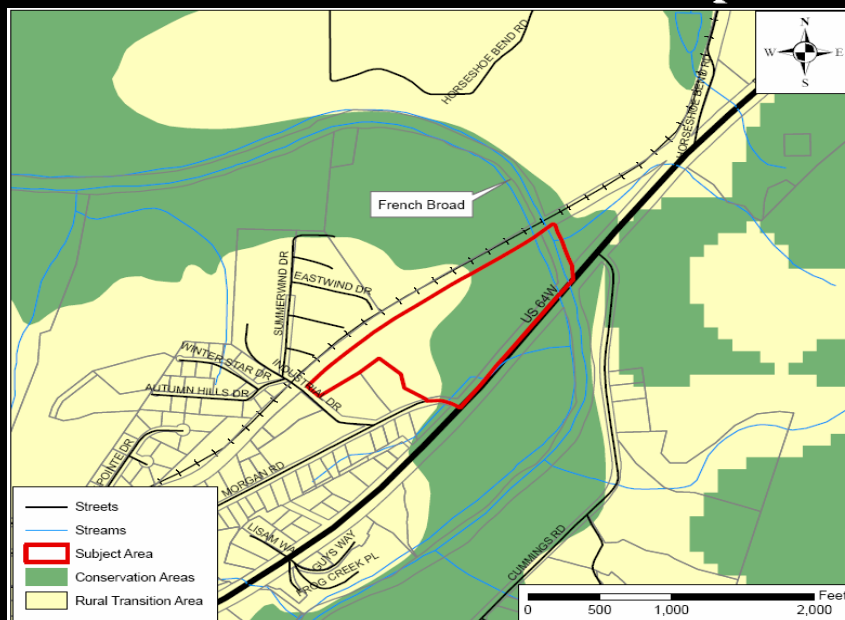 N
W E
S
HORSESHOE BEND RD
HORSESHOE BEND RD
French Broad
US 64W
EASTWIND DR
SUMMERWIND DR
WINTER STAR DR
INDUSTRIAL DR
AUTUMN HILLS DR
POINTE DR
MORGAN RD
LISAM WA
GUYS WAY
FROG CREEK PL
CUMMINGS RD
Streets
Streams
Subject Area
Conservation Areas
Rural Transition Area
Feet
0 500 1,000 2,000